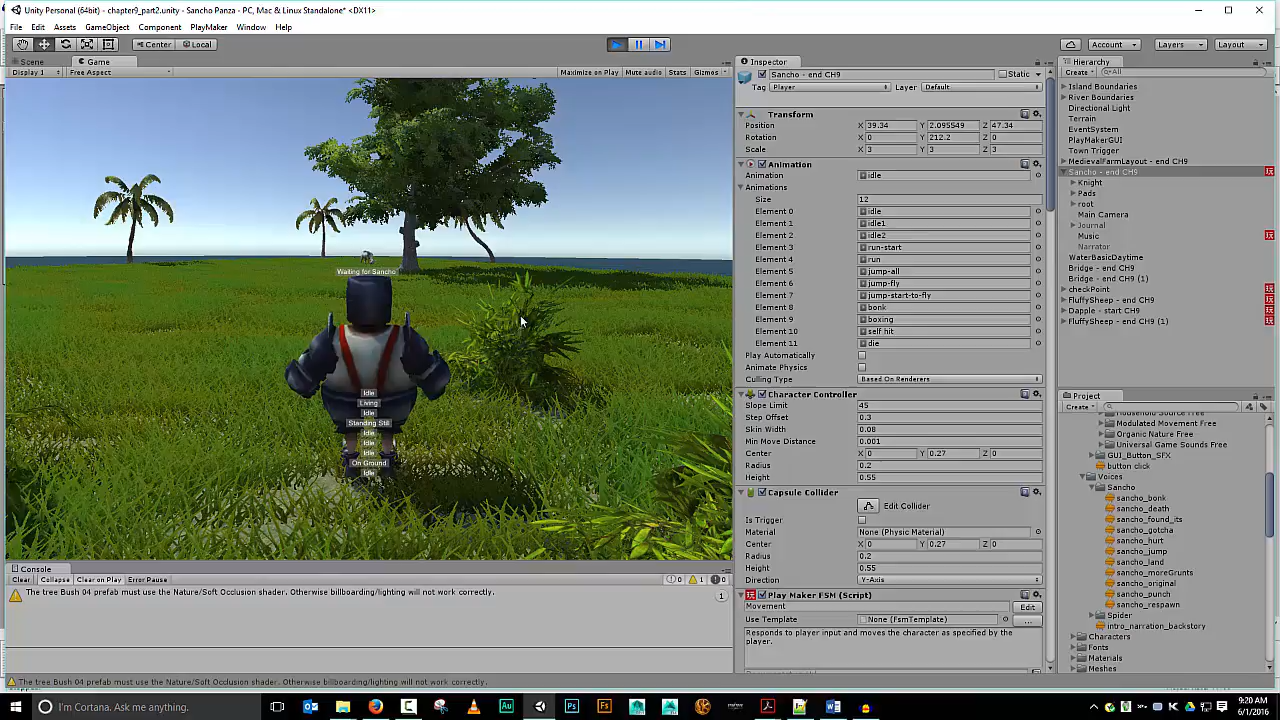 Unity Personal (64bit) - chapter9_part2.unity - Sancho Panza - PC, Mac & Linux Standalone* <DX11>
File Edit Assets GameObject Component PlayMaker Window Help
Center Local Account Layers Layout
Scene Game
Display 1 Free Aspect Maximize on Play Mute audio Stats Gizmos
Waiting for Sancho
Idle
Living
Idle
Standing Still
Idle
Idle
Idle
On Ground
Idle
Console
Clear Collapse Clear on Play Error Pause 0 1 0
The tree Bush 04 prefab must use the Nature/Soft Occlusion shader. Otherwise billboarding/lighting will not work correctly. 1
Inspector
Sancho - end CH9 Static
Tag Player Layer Default
Transform
Position X 39.34 Y 2.095549 Z 47.34
Rotation X 0 Y 212.2 Z 0
Scale X 3 Y 3 Z 3
Animation
Animation idle
Animations
Size 12
Element 0 idle
Element 1 idle1
Element 2 idle2
Element 3 run-start
Element 4 run
Element 5 jump-all
Element 6 jump-fly
Element 7 jump-start-to-fly
Element 8 bonk
Element 9 boxing
Element 10 self hit
Element 11 die
Play Automatically
Animate Physics
Culling Type Based On Renderers
Character Controller
Slope Limit 45
Step Offset 0.3
Skin Width 0.08
Min Move Distance 0.001
Center X 0 Y 0.27 Z 0
Radius 0.2
Height 0.55
Capsule Collider
Edit Collider
Is Trigger
Material None (Physic Material)
Center X 0 Y 0.27 Z 0
Radius 0.2
Height 0.55
Direction Y-Axis
Play Maker FSM (Script)
Movement Edit
Use Template None (FsmTemplate) ...
Responds to player input and moves the character as specified by the
player.
Hierarchy
Create All
Island Boundaries
River Boundaries
Directional Light
Terrain
EventSystem
PlayMakerGUI
Town Trigger
MedievalFarmLayout - end CH9
Sancho - end CH9
Knight
Pads
root
Main Camera
Journal
Music
Narrator
WaterBasicDaytime
Bridge - end CH9
Bridge - end CH9 (1)
checkPoint
FluffySheep - end CH9
Dapple - start CH9
FluffySheep - end CH9 (1)
Project
Create
Household Source Free
Modulated Movement Free
Organic Nature Free
Universal Game Sounds Free
GUI_Button_SFX
button click
Voices
Sancho
sancho_bonk
sancho_death
sancho_found_its
sancho_gotcha
sancho_hurt
sancho_jump
sancho_land
sancho_moreGrunts
sancho_original
sancho_punch
sancho_respawn
Spider
intro_narration_backstory
Characters
Fonts
Materials
Meshes
The tree Bush 04 prefab must use the Nature/Soft Occlusion shader. Otherwise billboarding/lighting will not work correctly.
I'm Cortana. Ask me anything.
9:20 AM
6/1/2016